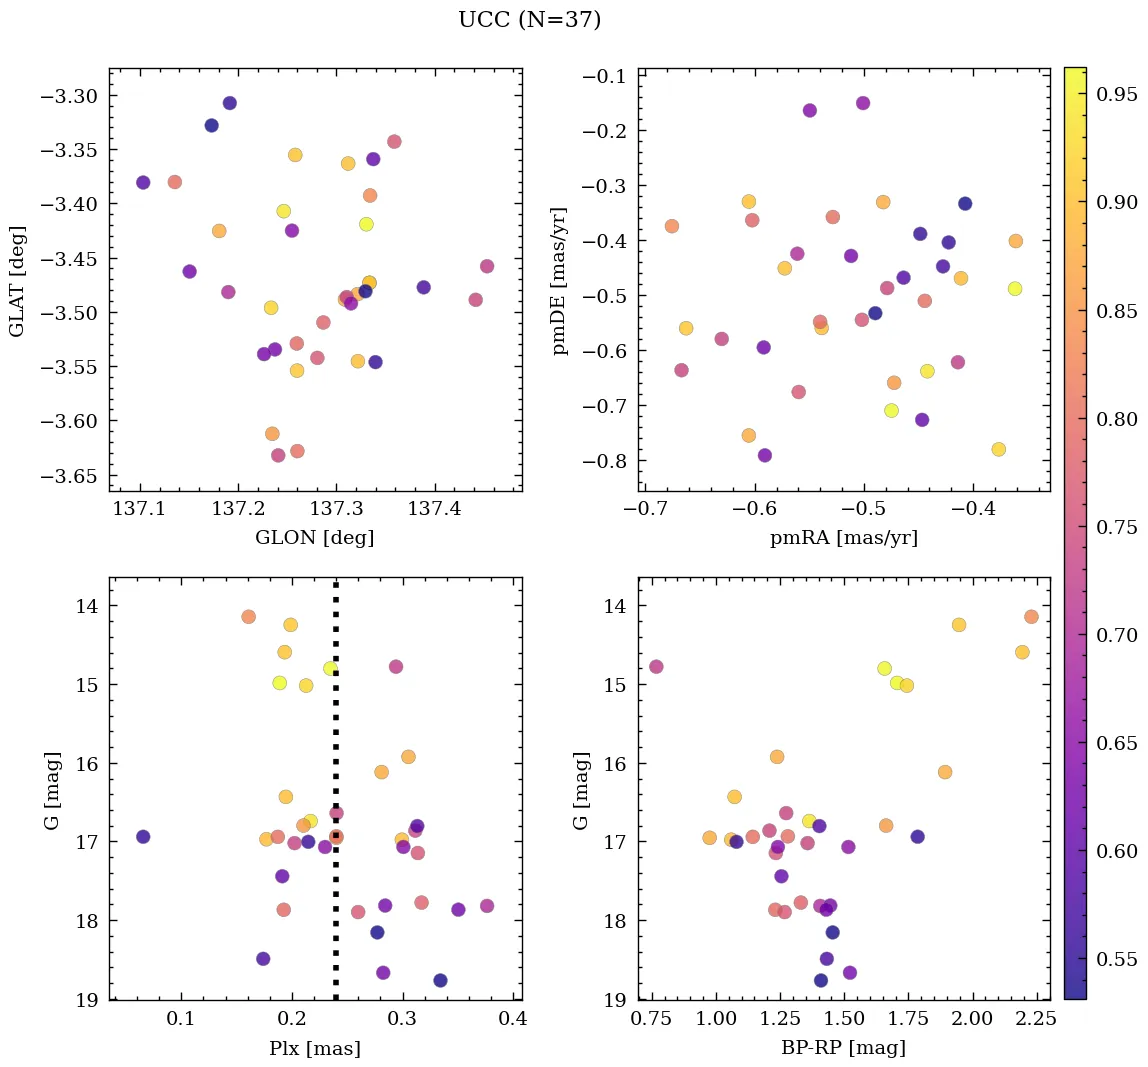 UCC (N=37)
−3.30
−3.35
−3.40
−3.45
−3.50
−3.55
−3.60
−3.65
GLAT [deg]
137.1 137.2 137.3 137.4
GLON [deg]
−0.1
−0.2
−0.3
−0.4
−0.5
−0.6
−0.7
−0.8
pmDE [mas/yr]
−0.7 −0.6 −0.5 −0.4
pmRA [mas/yr]
14
15
16
17
18
19
G [mag]
0.1 0.2 0.3 0.4
Plx [mas]
14
15
16
17
18
19
G [mag]
0.75 1.00 1.25 1.50 1.75 2.00 2.25
BP-RP [mag]
0.95
0.90
0.85
0.80
0.75
0.70
0.65
0.60
0.55